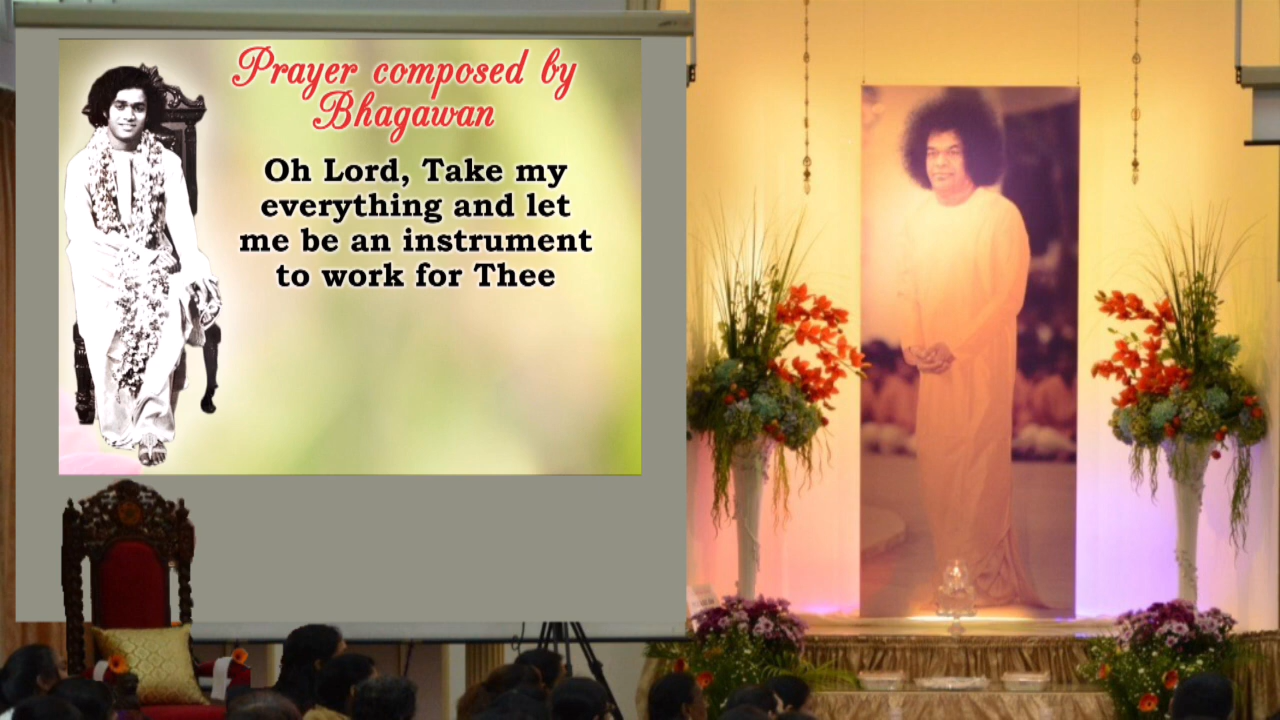 Prayer composed by
Bhagawan
Oh Lord, Take my
everything and let
me be an instrument
to work for Thee